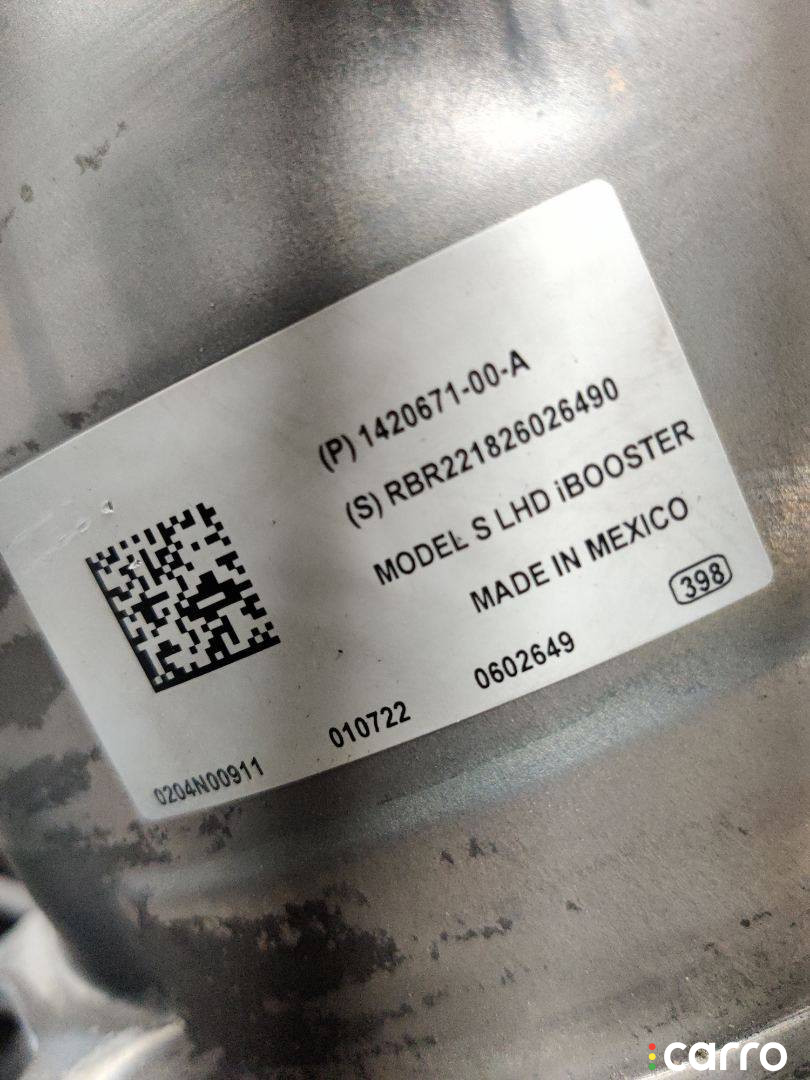 (P) 1420671-00-A
(S) RBR221826026490
MODEL S LHD iBOOSTER
MADE IN MEXICO
398
0204N00911 010722 0602649
carro